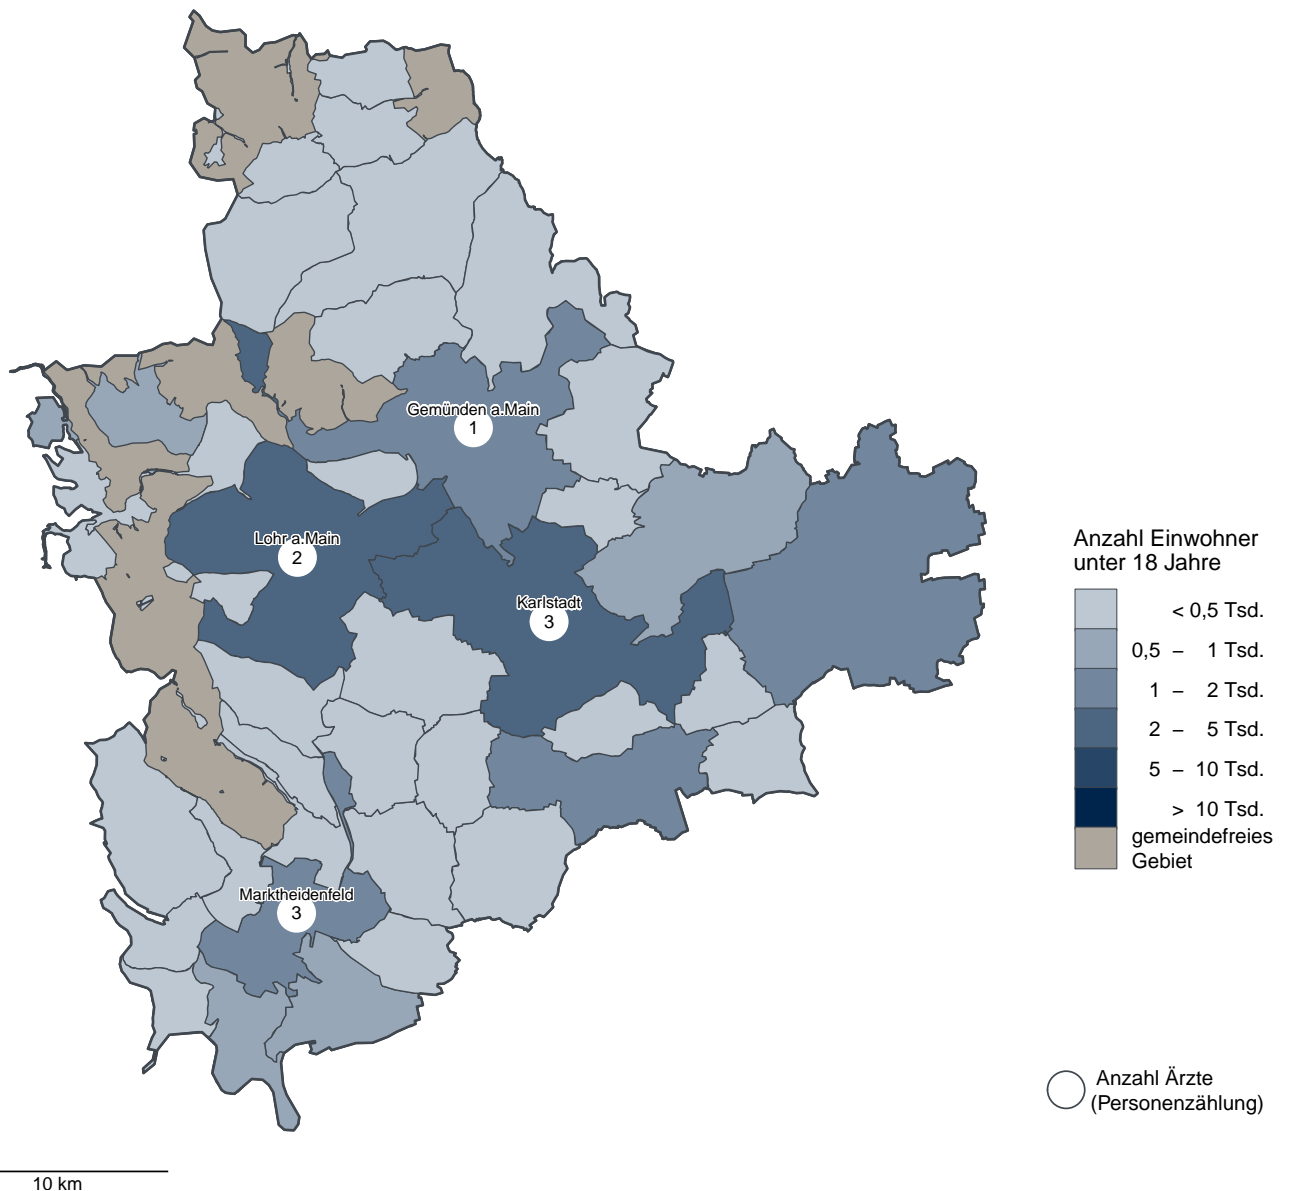 Gemünden a.Main
1
Lohr a.Main
2
Karlstadt
3
Marktheidenfeld
3
Anzahl Einwohner
unter 18 Jahre
< 0,5 Tsd.
0,5 – 1 Tsd.
1 – 2 Tsd.
2 – 5 Tsd.
5 – 10 Tsd.
> 10 Tsd.
gemeindefreies
Gebiet
Anzahl Ärzte
(Personenzählung)
10 km